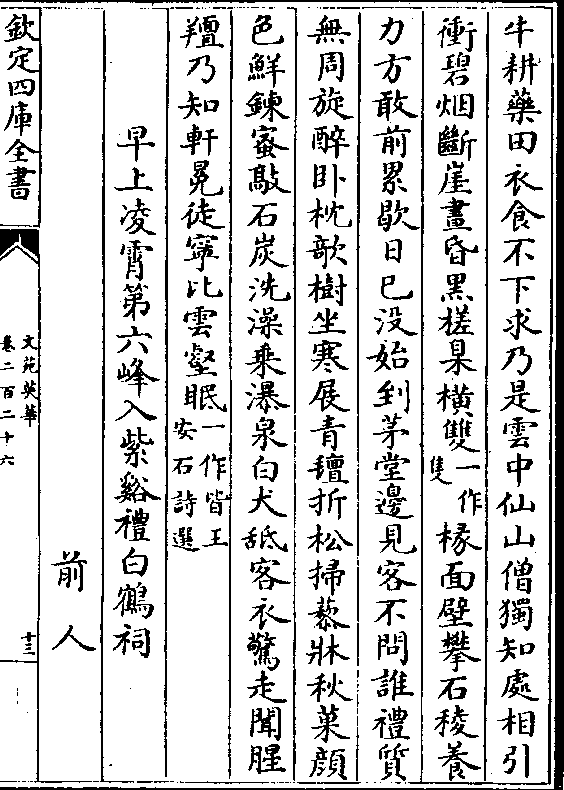 牛耕藥田衣食不下求乃是雲中仙山僧獨知處相引
衝碧烟斷崖晝昏黑槎臬橫雙一作隻椽面壁攀石稜養
力方敢前累歇日已没始到茅堂邊見客不問誰禮質
無周旋醉卧枕欹樹坐寒展青氊折松掃藜牀秋菓顔
色鮮鍊蜜敲石炭洗澡乗瀑泉白犬舐客衣驚走聞腥
羶乃知軒冕徒寧比雲壑眠一作皆王安石詩選
早上凌霄第六峰入紫谿禮白鶴祠
前人
欽定四庫全書
文苑英華
卷二百二十六
十三